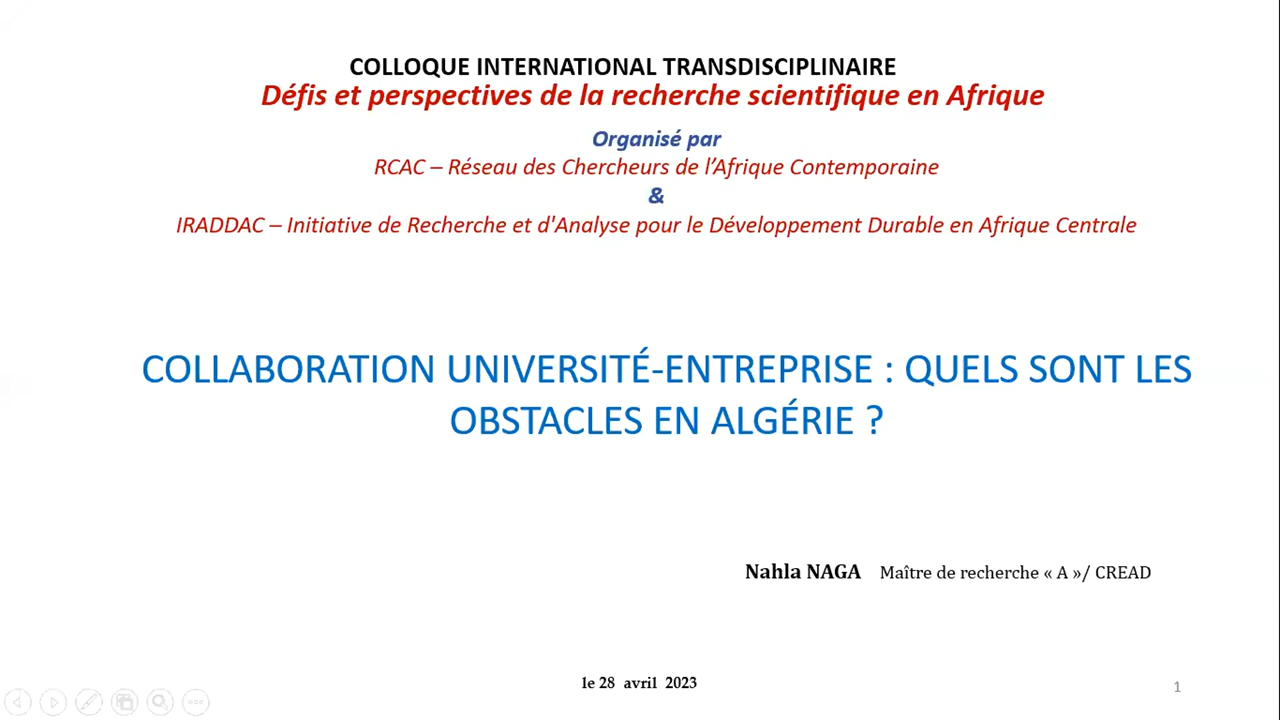 COLLOQUE INTERNATIONAL TRANSDISCIPLINAIRE
Défis et perspectives de la recherche scientifique en Afrique
Organisé par
RCAC – Réseau des Chercheurs de l’Afrique Contemporaine
&
IRADDAC – Initiative de Recherche et d'Analyse pour le Développement Durable en Afrique Centrale
COLLABORATION UNIVERSITÉ-ENTREPRISE : QUELS SONT LES
OBSTACLES EN ALGÉRIE ?
Nahla NAGA Maître de recherche « A »/ CREAD
le 28 avril 2023
1